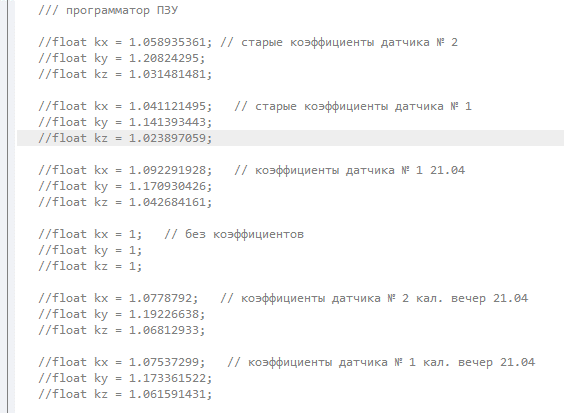 /// программатор ПЗУ
//float kx = 1.058935361; // старые коэффициенты датчика № 2
//float ky = 1.20824295;
//float kz = 1.031481481;
//float kx = 1.041121495; // старые коэффициенты датчика № 1
//float ky = 1.141393443;
//float kz = 1.023897059;
//float kx = 1.092291928; // коэффициенты датчика № 1 21.04
//float ky = 1.170930426;
//float kz = 1.042684161;
//float kx = 1; // без коэффициентов
//float ky = 1;
//float kz = 1;
//float kx = 1.0778792; // коэффициенты датчика № 2 кал. вечер 21.04
//float ky = 1.19226638;
//float kz = 1.06812933;
//float kx = 1.07537299; // коэффициенты датчика № 1 кал. вечер 21.04
//float ky = 1.173361522;
//float kz = 1.061591431;